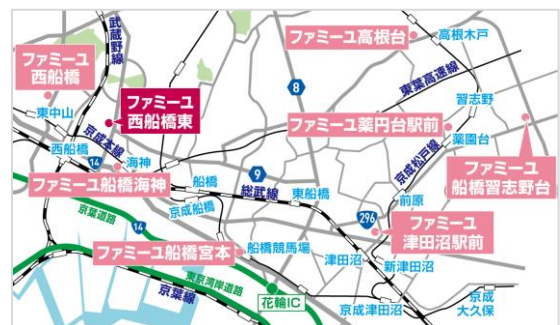 武蔵野線
ファミーユ
西船橋
ファミーユ高根台
高根木戸
8
東葉高速線
習志野
ファミーユ
西船橋東
東中山
京成本線
西船橋
14
海神
ファミーユ薬円台駅前
薬園台
京成松戸線
ファミーユ
船橋習志野台
ファミーユ船橋海神
船橋
9
総武線
東船橋
京成船橋
京葉道路
14
296
前原
ファミーユ
津田沼駅前
ファミーユ船橋宮本
船橋競馬場
津田沼
新津田沼
東京湾岸道路
京葉線
花輪IC
京成津田沼
京成
大久保